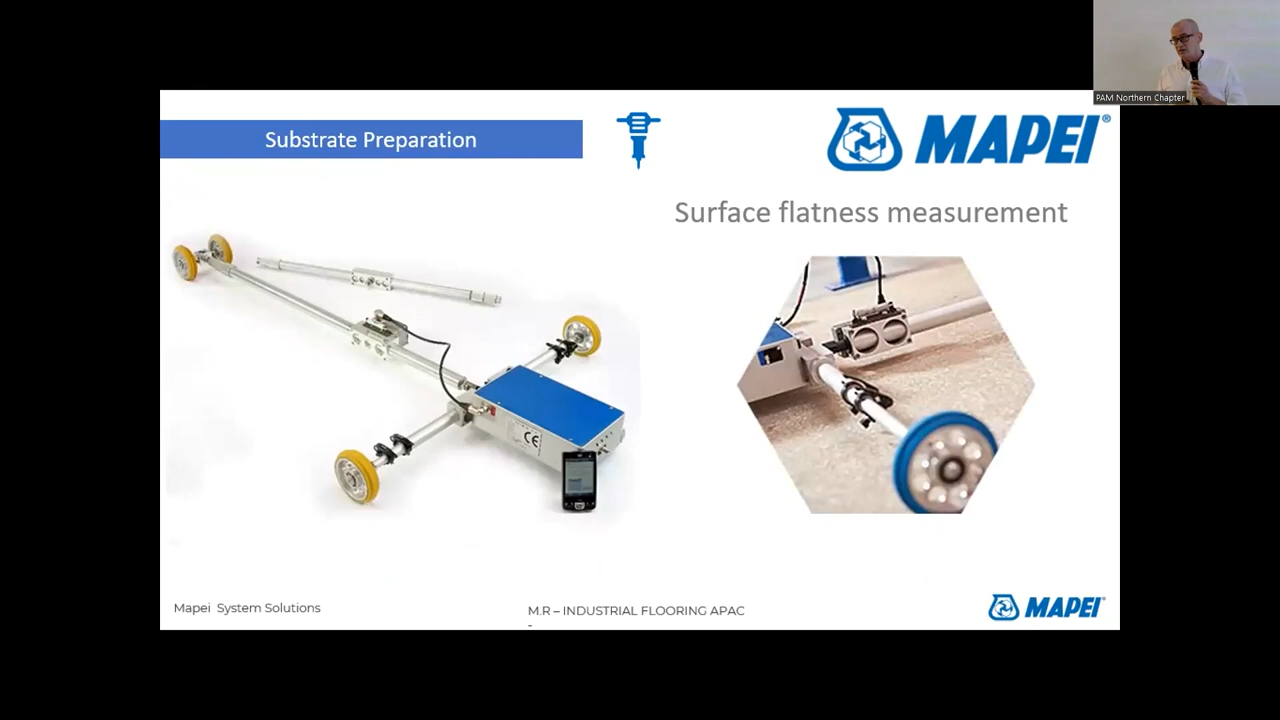 PAM Northern Chapter
Substrate Preparation
MAPEI®
Surface flatness measurement
CE
Mapei System Solutions
M.R – INDUSTRIAL FLOORING APAC
-
MAPEI®